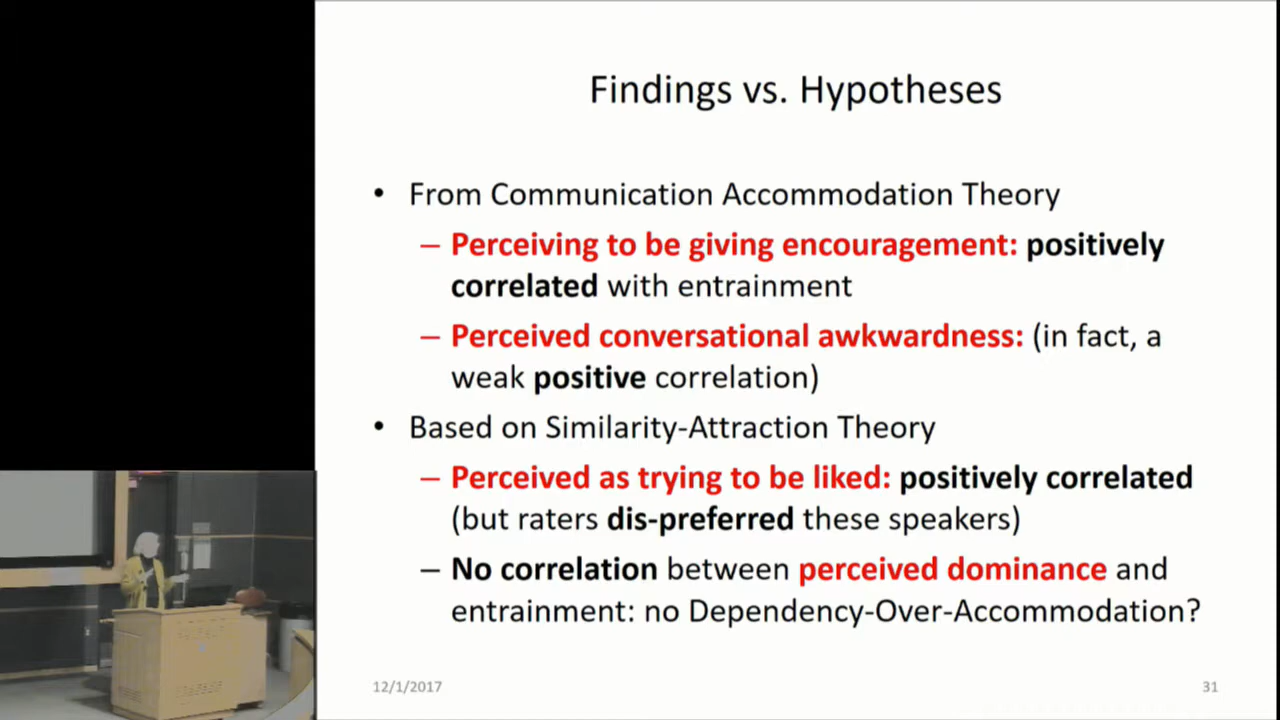 Findings vs. Hypotheses
• From Communication Accommodation Theory
– Perceiving to be giving encouragement: positively
correlated with entrainment
– Perceived conversational awkwardness: (in fact, a
weak positive correlation)
• Based on Similarity-Attraction Theory
– Perceived as trying to be liked: positively correlated
(but raters dis-preferred these speakers)
– No correlation between perceived dominance and
entrainment: no Dependency-Over-Accommodation?
12/1/2017
31